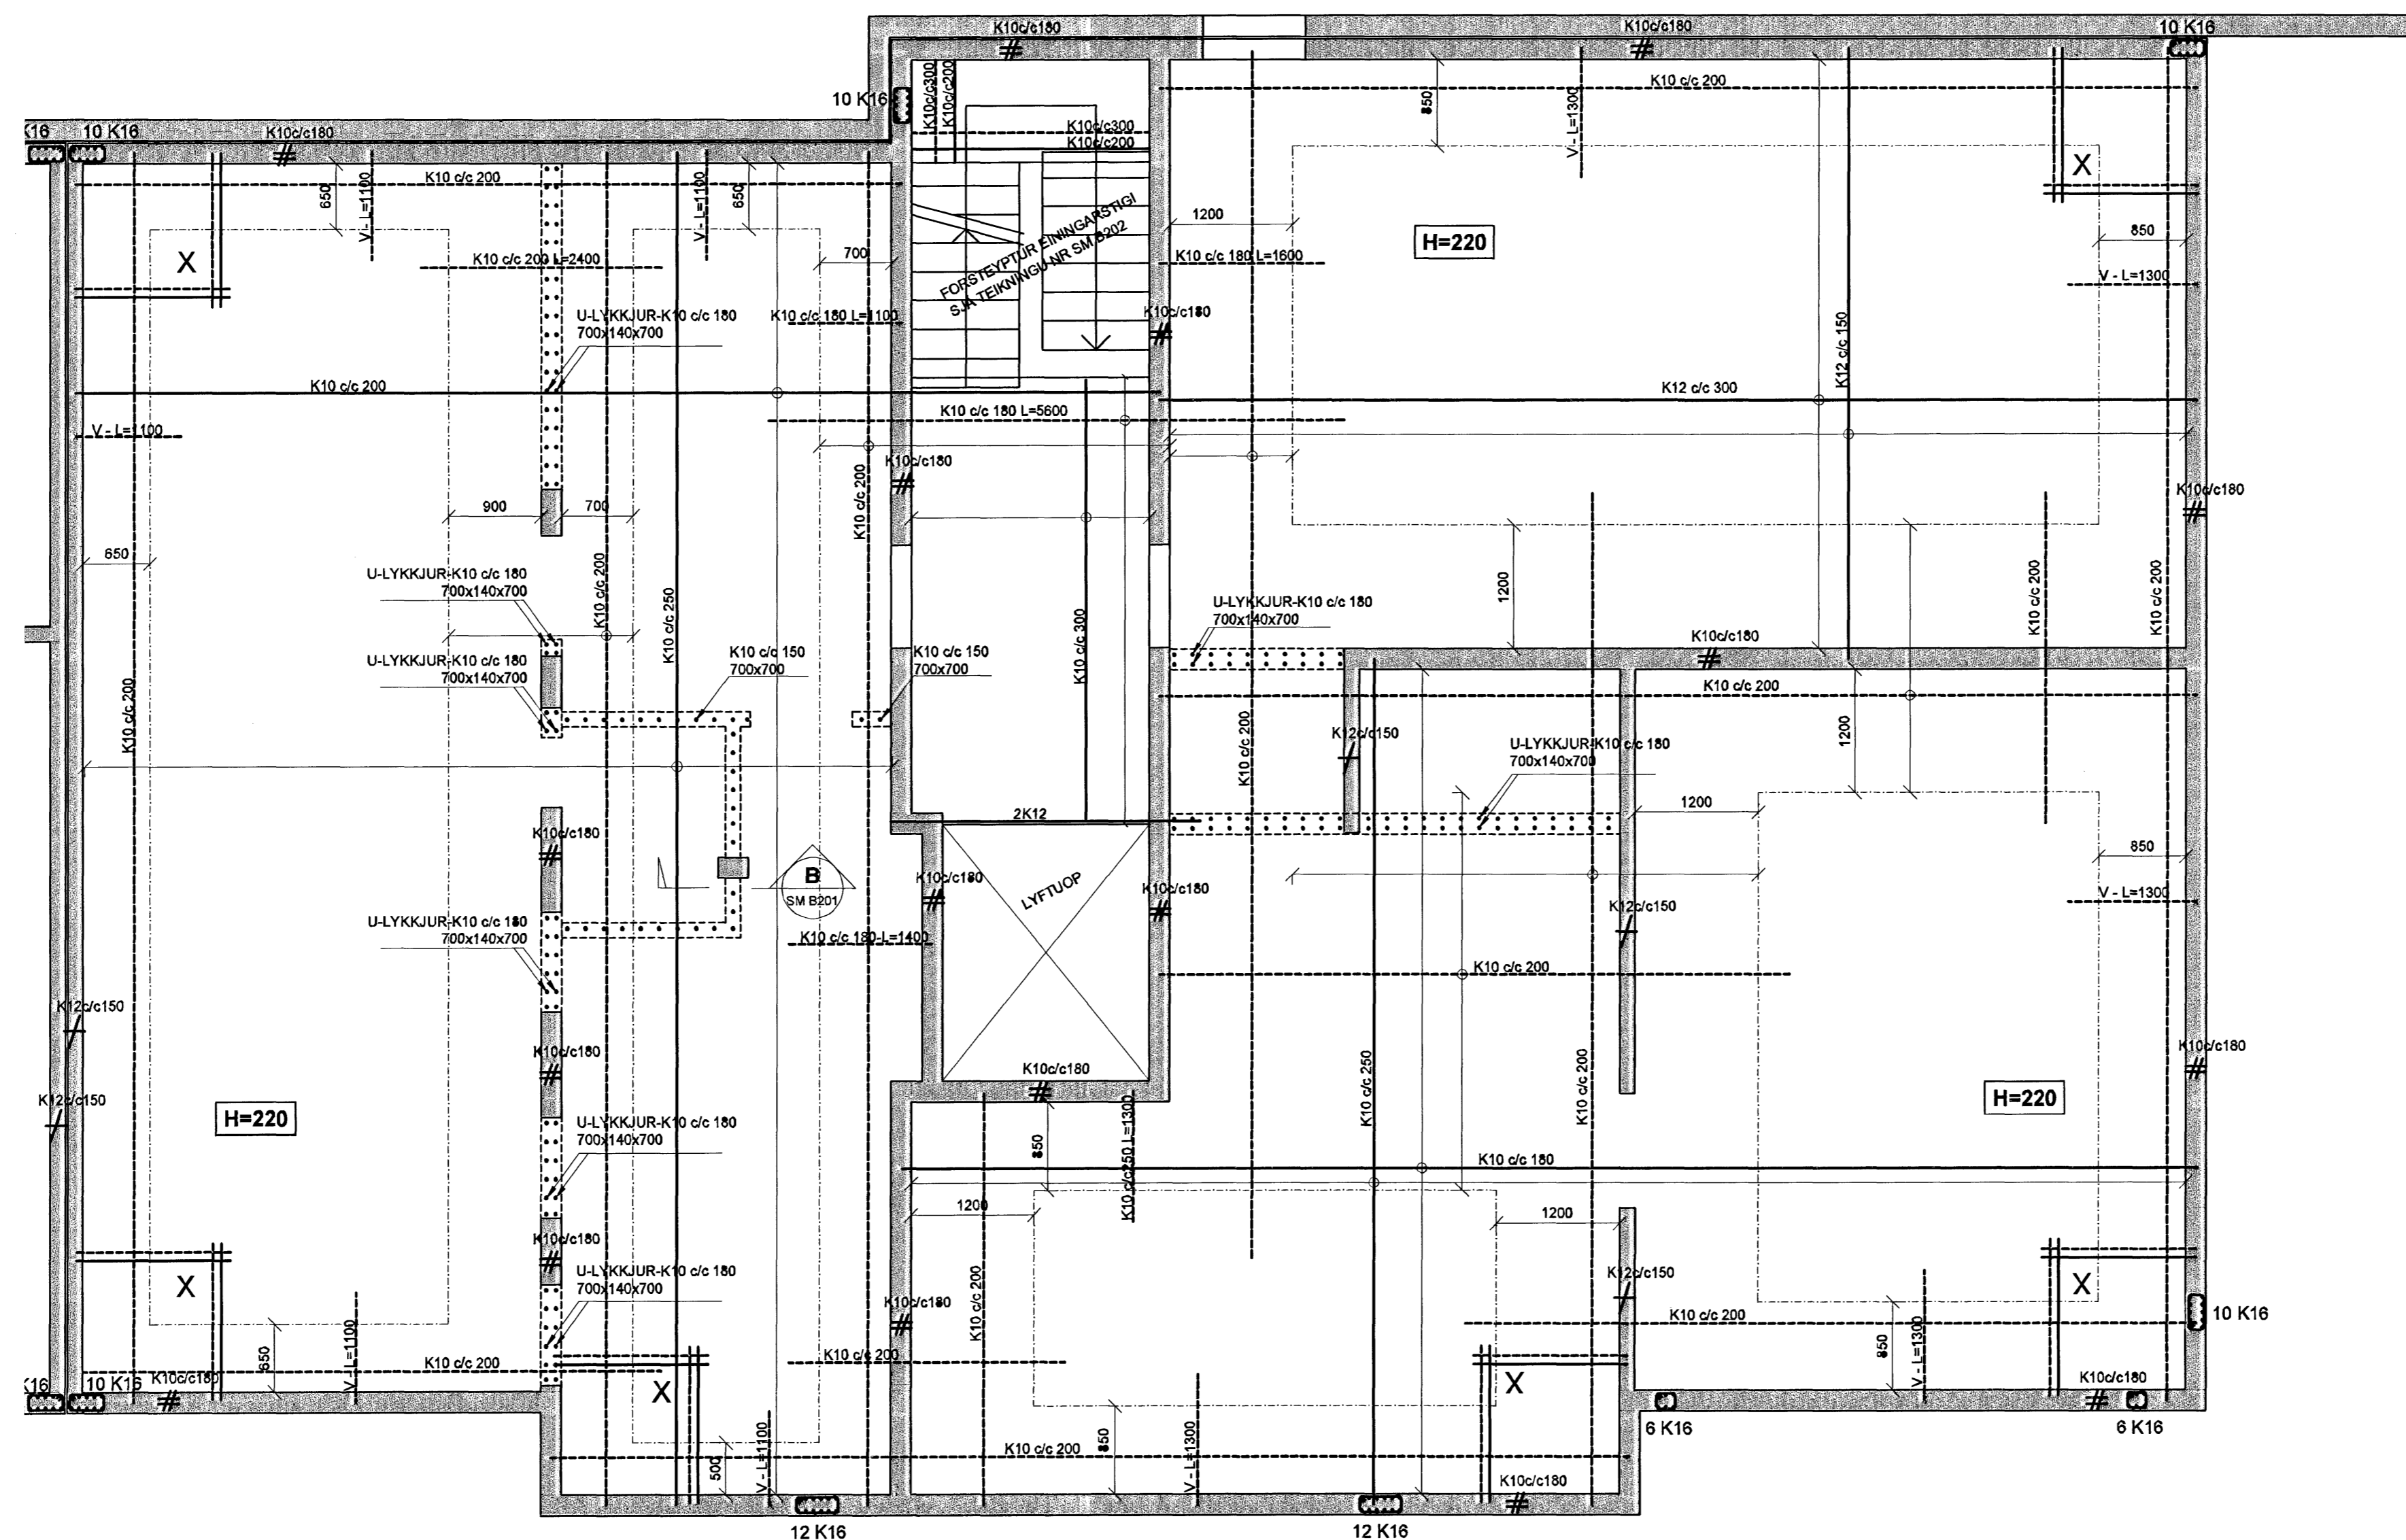 K10c/c180
K10c/c180
10 K16
10 K16
K10c/c300
K10c/c200
K10 c/c 200
850
V - L=1300
K16
10 K16
K10c/c180
K10c/c300
K10c/c200
X
K10 c/c 200
650
V - L=1100
V - L=1100
650
FORSTEYPTUR EININGARSTIGI
SJÁ TEIKNINGU NR SM B202
1200
H=220
850
X
K10 c/c 200 L=2400
700
K10 c/c 180 L=1600
V - L=1300
U-LYKKJUR-K10 c/c 180
700x140x700
K10 c/c 180 L=1100
K10c/c180
K12 c/c 150
K10 c/c 200
K12 c/c 300
K10 c/c 180 L=5600
V - L=1100
K10c/c180
K10 c/c 200
K10c/c180
900
700
650
K10 c/c 200
K10 c/c 250
1200
K10 c/c 200
K10 c/c 200
U-LYKKJUR-K10 c/c 180
700x140x700
U-LYKKJUR-K10 c/c 180
700x140x700
K10 c/c 300
K10c/c180
U-LYKKJUR-K10 c/c 180
700x140x700
K10 c/c 150
700x700
K10 c/c 150
700x700
K10 c/c 200
K10 c/c 200
K10 c/c 200
K12c/c150
1200
U-LYKKJUR-K10 c/c 180
700x140x700
2K12
1200
K10c/c180
850
B
SM B201
K10c/c180
LYFTUOP
K10c/c180
V - L=1300
K12c/c150
U-LYKKJUR-K10 c/c 180
700x140x700
K10 c/c 180-L=1400
K10 c/c 200
K12c/c150
K10c/c180
K10c/c180
K10c/c180
K10 c/c 250
K10 c/c 200
K12c/c150
H=220
H=220
U-LYKKJUR-K10 c/c 180
700x140x700
850
K10 c/c250 L=1300
K10 c/c 180
1200
1200
K10c/c180
X
U-LYKKJUR-K10 c/c 180
700x140x700
K10c/c180
K10 c/c 200
K12c/c150
X
K10 c/c 200
10 K16
650
V - L=1100
K10 c/c 200
K10 c/c 200
850
V - L=1300
K16
10 K16
K10c/c180
X
X
K10c/c180
6 K16
6 K16
500
V - L=1100
K10 c/c 200
850
V - L=1300
K10c/c180
12 K16
12 K16